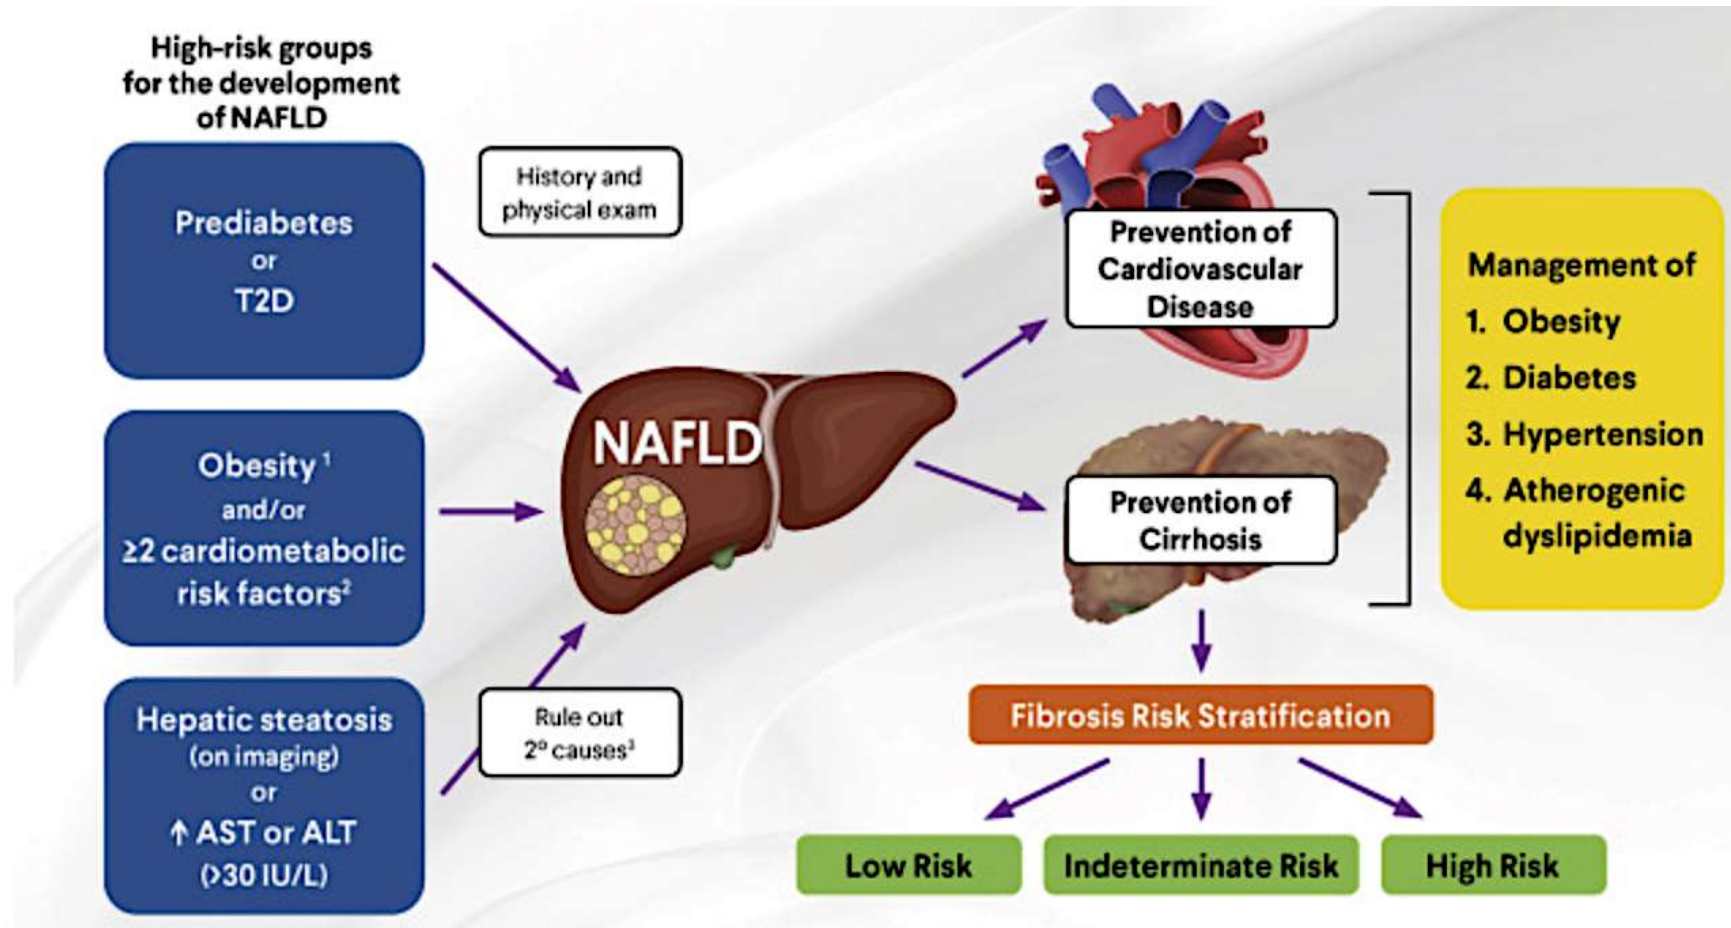 High-risk groups
for the development
of NAFLD
Prediabetes
or
T2D
Obesity ¹
and/or
≥2 cardiometabolic
risk factors²
Hepatic steatosis
(on imaging)
or
↑ AST or ALT
(>30 IU/L)
History and
physical exam
Rule out
2º causes³
NAFLD
Prevention of
Cardiovascular
Disease
Prevention of
Cirrhosis
Management of
1. Obesity
2. Diabetes
3. Hypertension
4. Atherogenic
dyslipidemia
Fibrosis Risk Stratification
Low Risk
Indeterminate Risk
High Risk